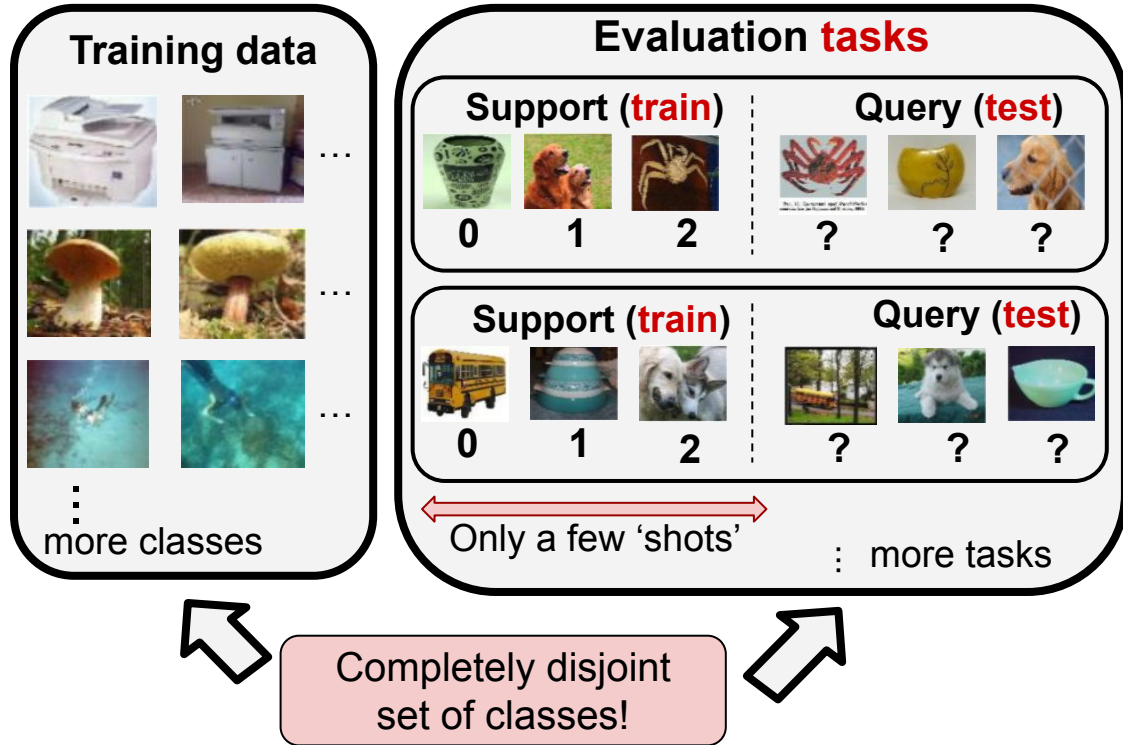 Training data
...
...
...
⋮
more classes
Evaluation tasks
Support (train)
Query (test)
0 1 2
? ? ?
Support (train)
Query (test)
0 1 2
? ? ?
Only a few ‘shots’
⋮ more tasks
Completely disjoint
set of classes!